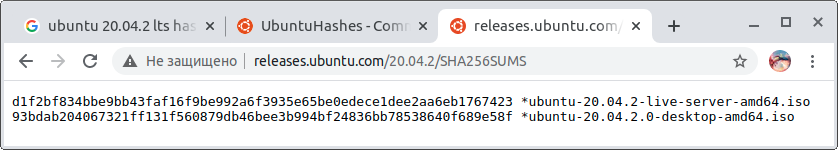 ubuntu 20.04.2 lts has
UbuntuHashes - Comm
releases.ubuntu.com/
Не защищено
releases.ubuntu.com/20.04.2/SHA256SUMS
d1f2bf834bbe9bb43faf16f9be992a6f3935e65be0edece1dee2aa6eb1767423 *ubuntu-20.04.2-live-server-amd64.iso
93bdab204067321ff131f560879db46bee3b994bf24836bb78538640f689e58f *ubuntu-20.04.2.0-desktop-amd64.iso